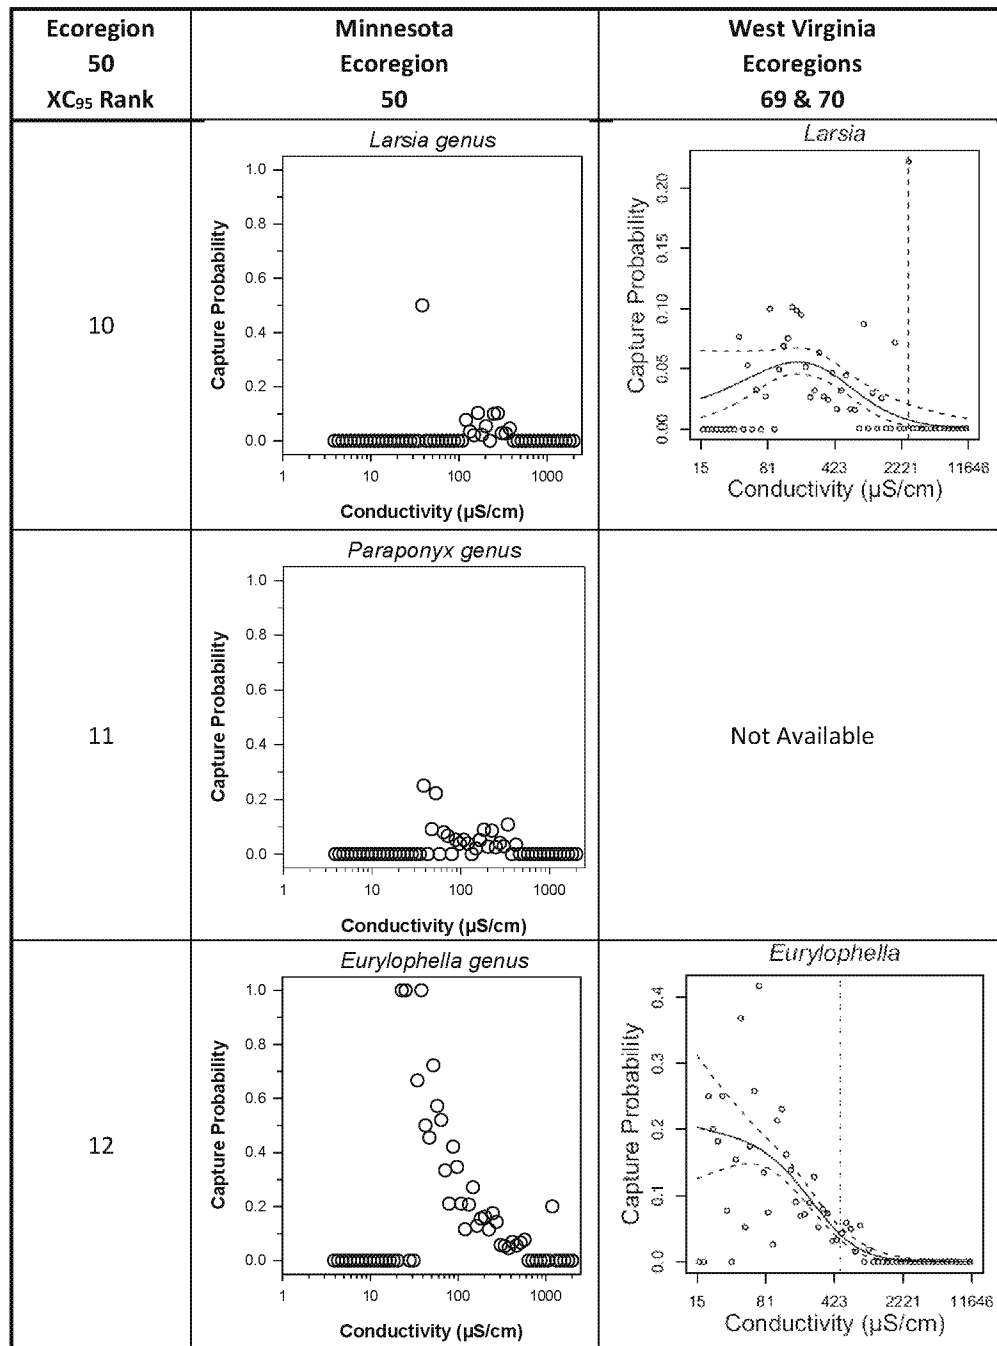 Ecoregion
50
XC₉₅ Rank
Minnesota
Ecoregion
50
West Virginia
Ecoregions
69 & 70
10
Larsia genus
Capture Probability
1.0
0.8
0.6
0.4
0.2
0.0
1 10 100 1000
Conductivity (µS/cm)
Larsia
Capture Probability
0.20
0.15
0.10
0.05
0.00
15 81 423 2221 11646
Conductivity (µS/cm)
11
Paraponyx genus
Capture Probability
1.0
0.8
0.6
0.4
0.2
0.0
1 10 100 1000
Conductivity (µS/cm)
Not Available
12
Eurylophella genus
Capture Probability
1.0
0.8
0.6
0.4
0.2
0.0
1 10 100 1000
Conductivity (µS/cm)
Eurylophella
Capture Probability
0.4
0.3
0.2
0.1
0.0
15 81 423 2221 11646
Conductivity (µS/cm)